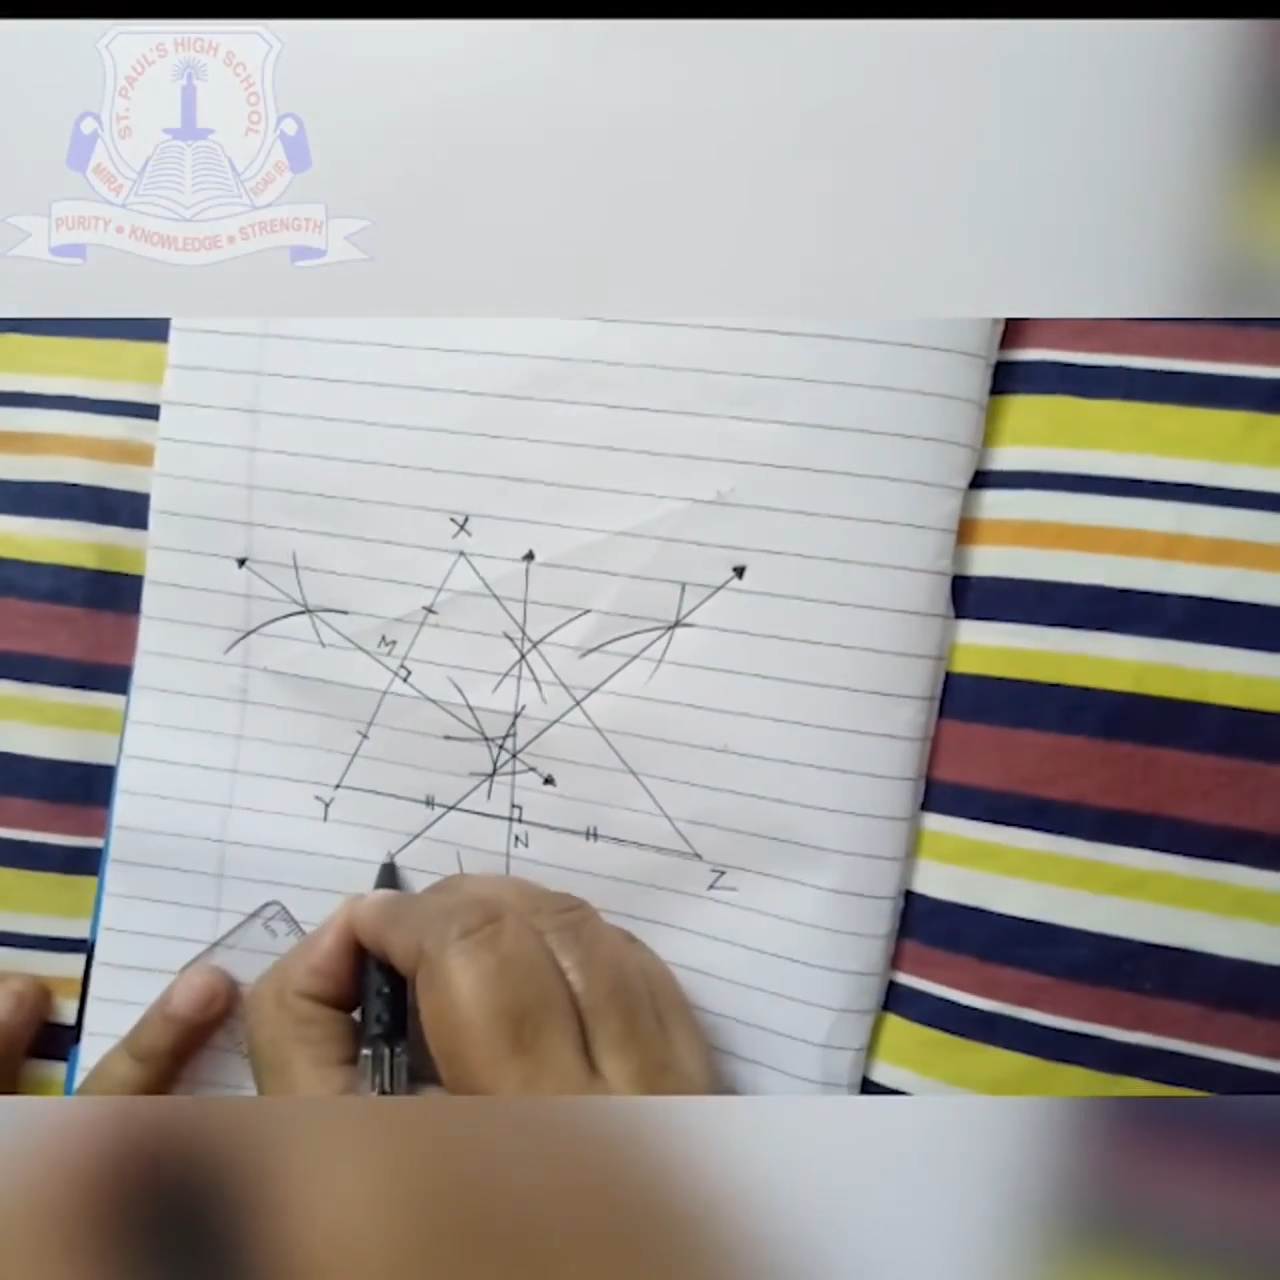 ST. PAUL'S HIGH SCHOOL
MIRA ROAD (E)
PURITY • KNOWLEDGE • STRENGTH
X
M
Y
N
Z